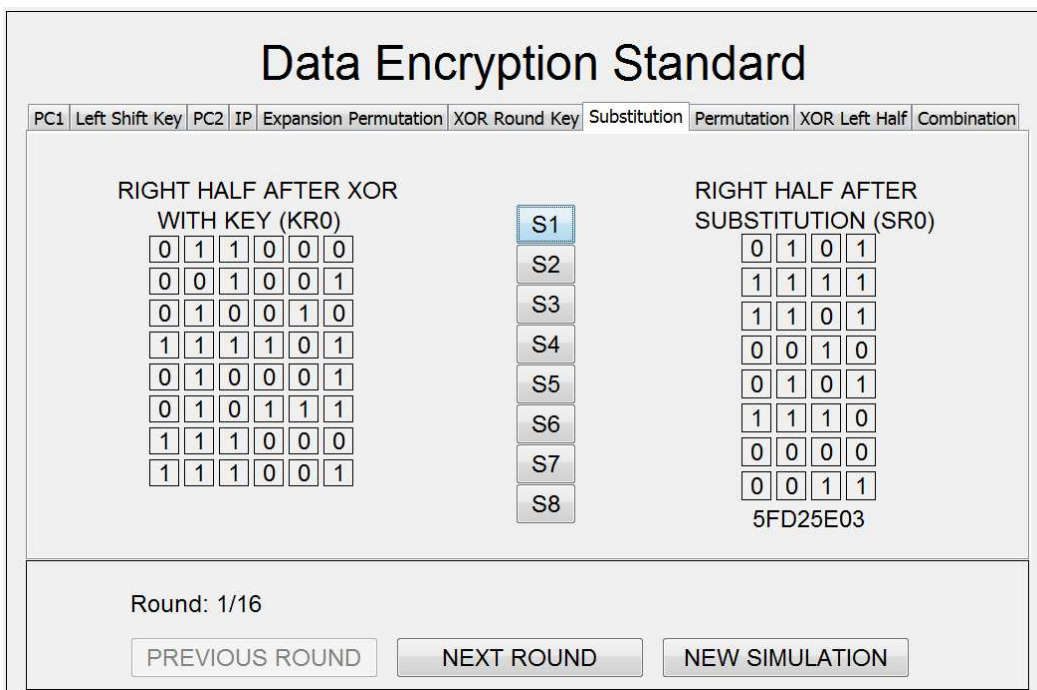 Data Encryption Standard
PC1 Left Shift Key PC2 IP Expansion Permutation XOR Round Key Substitution Permutation XOR Left Half Combination
RIGHT HALF AFTER XOR
WITH KEY (KR0)
0 1 1 0 0 0
0 0 1 0 0 1
0 1 0 0 1 0
1 1 1 1 0 1
0 1 0 0 0 1
0 1 0 1 1 1
1 1 1 0 0 0
1 1 1 0 0 1
S1
S2
S3
S4
S5
S6
S7
S8
RIGHT HALF AFTER
SUBSTITUTION (SR0)
0 1 0 1
1 1 1 1
1 1 0 1
0 0 1 0
0 1 0 1
1 1 1 0
0 0 0 0
0 0 1 1
5FD25E03
Round: 1/16
PREVIOUS ROUND NEXT ROUND NEW SIMULATION